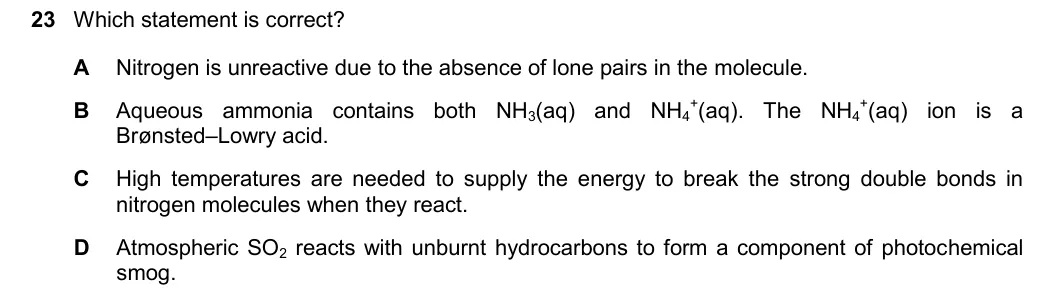 23 Which statement is correct?
A Nitrogen is unreactive due to the absence of lone pairs in the molecule.
B Aqueous ammonia contains both NH₃(aq) and NH₄⁺(aq). The NH₄⁺(aq) ion is a
Brønsted–Lowry acid.
C High temperatures are needed to supply the energy to break the strong double bonds in
nitrogen molecules when they react.
D Atmospheric SO₂ reacts with unburnt hydrocarbons to form a component of photochemical
smog.